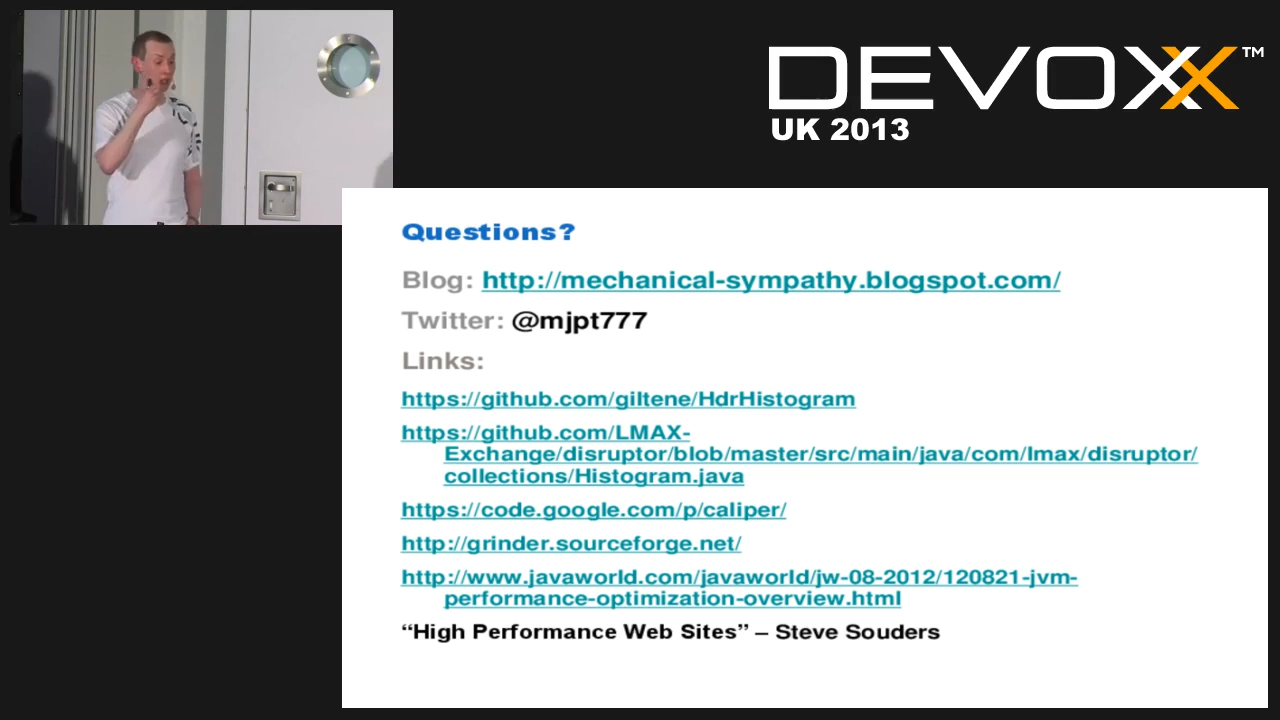 DEVOXX™
UK 2013
Questions?
Blog: http://mechanical-sympathy.blogspot.com/
Twitter: @mjpt777
Links:
https://github.com/giltene/HdrHistogram
https://github.com/LMAX-
Exchange/disruptor/blob/master/src/main/java/com/lmax/disruptor/
collections/Histogram.java
https://code.google.com/p/caliper/
http://grinder.sourceforge.net/
http://www.javaworld.com/javaworld/jw-08-2012/120821-jvm-
performance-optimization-overview.html
“High Performance Web Sites” – Steve Souders